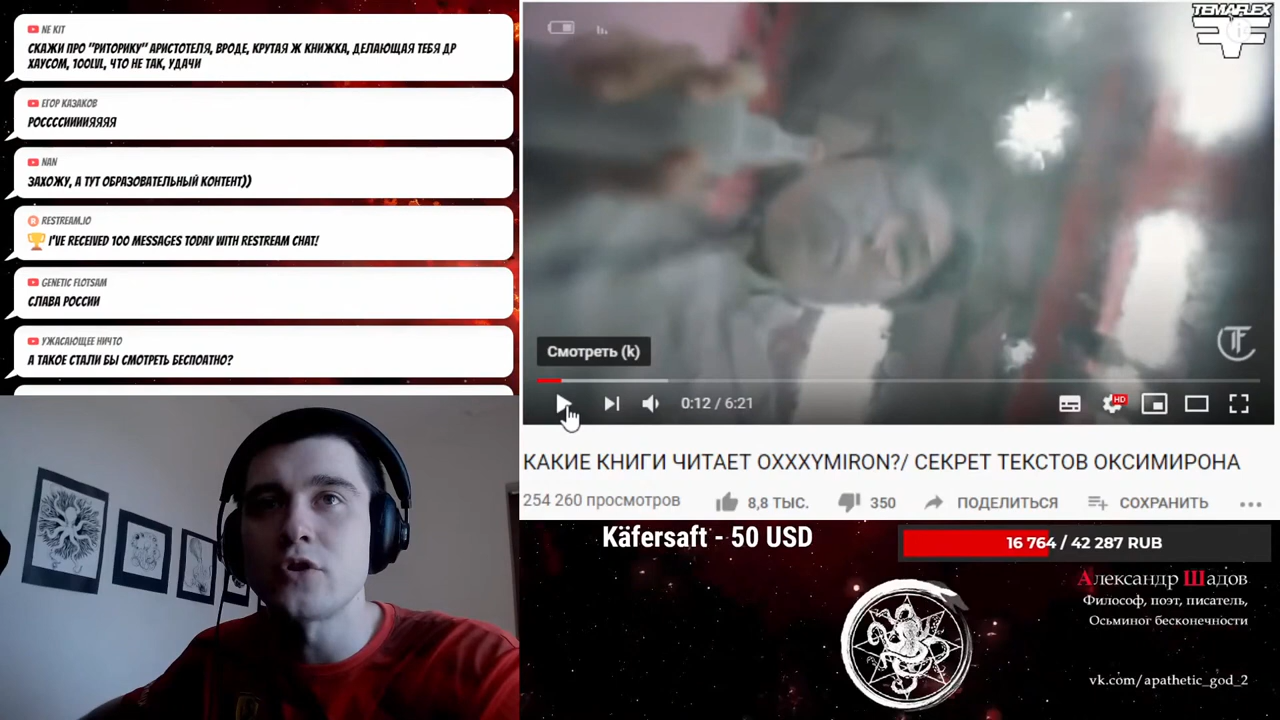 NE KIT
СКАЖИ ПРО "РИТОРИКУ" АРИСТОТЕЛЯ, ВРОДЕ, КРУТАЯ Ж КНИЖКА, ДЕЛАЮЩАЯ ТЕБЯ ДР
ХАУСОМ, 100LVL, ЧТО НЕ ТАК, УДАЧИ
ЕГОР КАЗАКОВ
РОССССИИИИЯЯЯЯ
NAN
ЗАХОЖУ, А ТУТ ОБРАЗОВАТЕЛЬНЫЙ КОНТЕНТ))
RESTREAM.IO
I'VE RECEIVED 100 MESSAGES TODAY WITH RESTREAM CHAT!
GENETIC FLOTSAM
СЛАВА РОССИИ
УЖАСАЮЩЕЕ НИЧТО
А ТАКОЕ СТАЛИ БЫ СМОТРЕТЬ БЕСПОАТНО?
TEMARLEX
TF
Смотреть (k)
0:12 / 6:21
HD
КАКИЕ КНИГИ ЧИТАЕТ OXXXYMIRON?/ СЕКРЕТ ТЕКСТОВ ОКСИМИРОНА
254 260 просмотров
8,8 ТЫС.
350
ПОДЕЛИТЬСЯ
СОХРАНИТЬ
Käfersaft - 50 USD
16 764 / 42 287 RUB
Александр Шадов
Философ, поэт, писатель,
Осьминог бесконечности
vk.com/apathetic_god_2